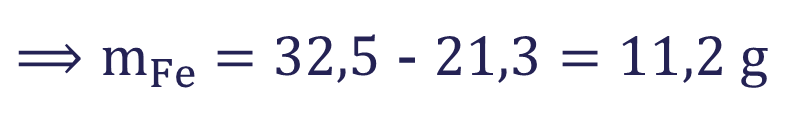 ⟹ m_Fe = 32,5 - 21,3 = 11,2 g